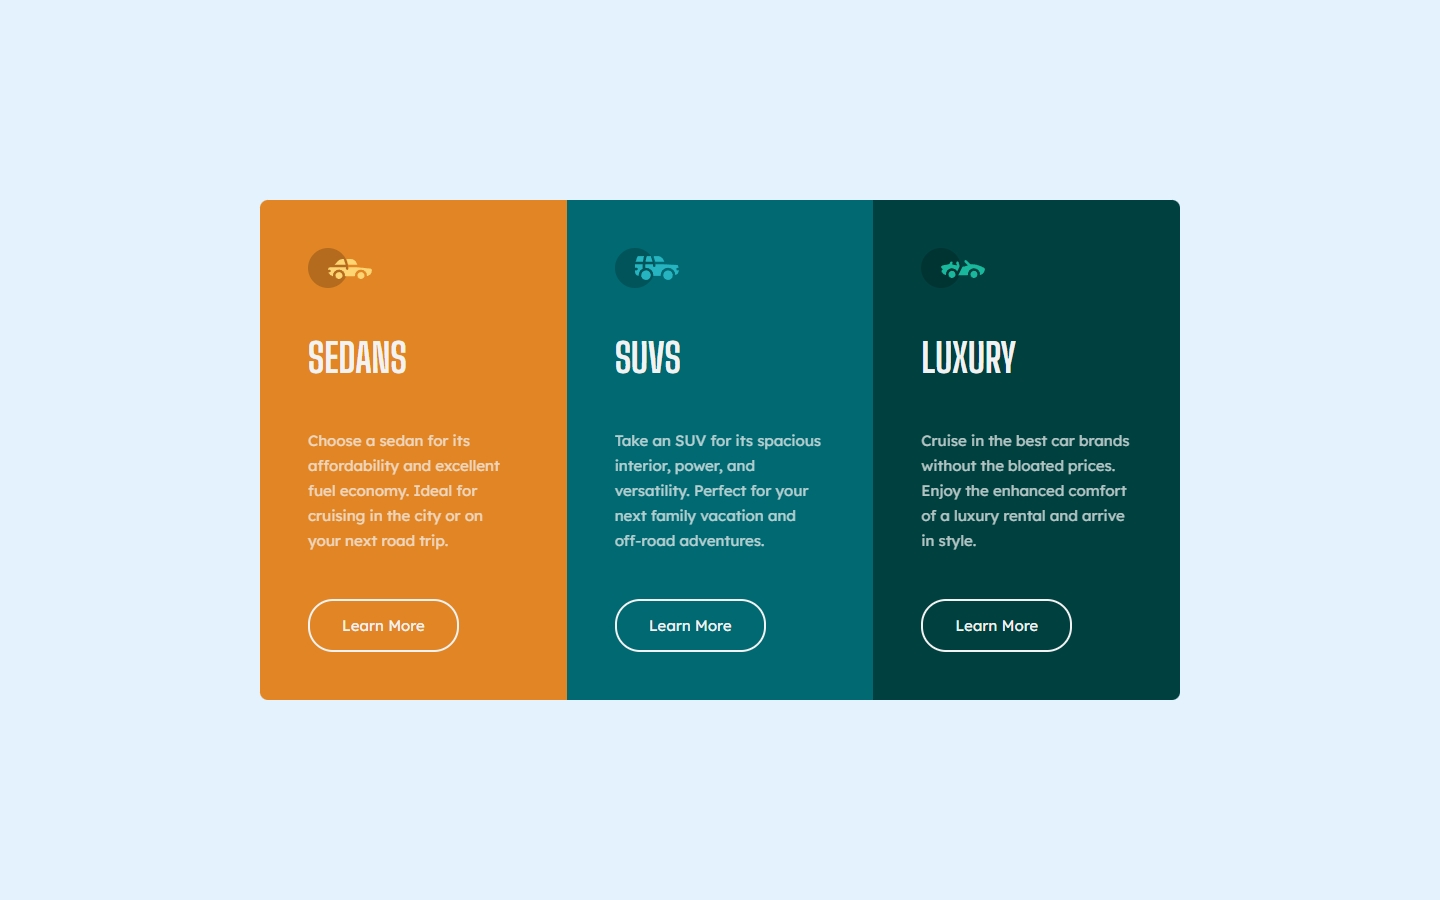 SEDANS
Choose a sedan for its
affordability and excellent
fuel economy. Ideal for
cruising in the city or on
your next road trip.
Learn More
SUVS
Take an SUV for its spacious
interior, power, and
versatility. Perfect for your
next family vacation and
off-road adventures.
Learn More
LUXURY
Cruise in the best car brands
without the bloated prices.
Enjoy the enhanced comfort
of a luxury rental and arrive
in style.
Learn More